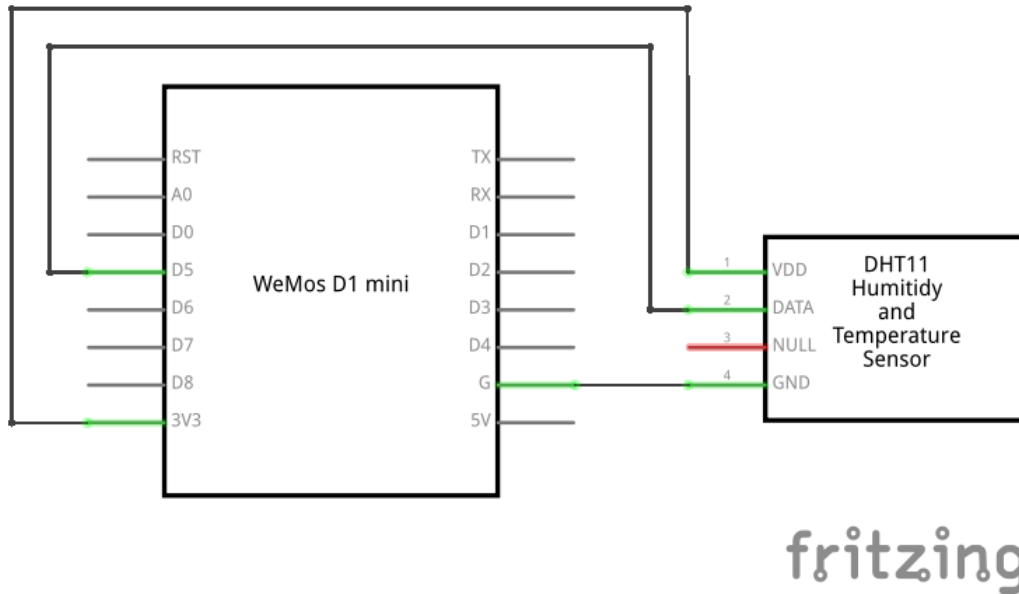 RST
A0
D0
D5
D6
D7
D8
3V3
WeMos D1 mini
TX
RX
D1
D2
D3
D4
G
5V
1
2
3
4
VDD
DATA
NULL
GND
DHT11
Humitidy
and
Temperature
Sensor
fritzing